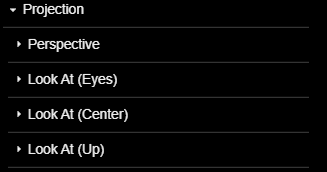 Projection
Perspective
Look At (Eyes)
Look At (Center)
Look At (Up)